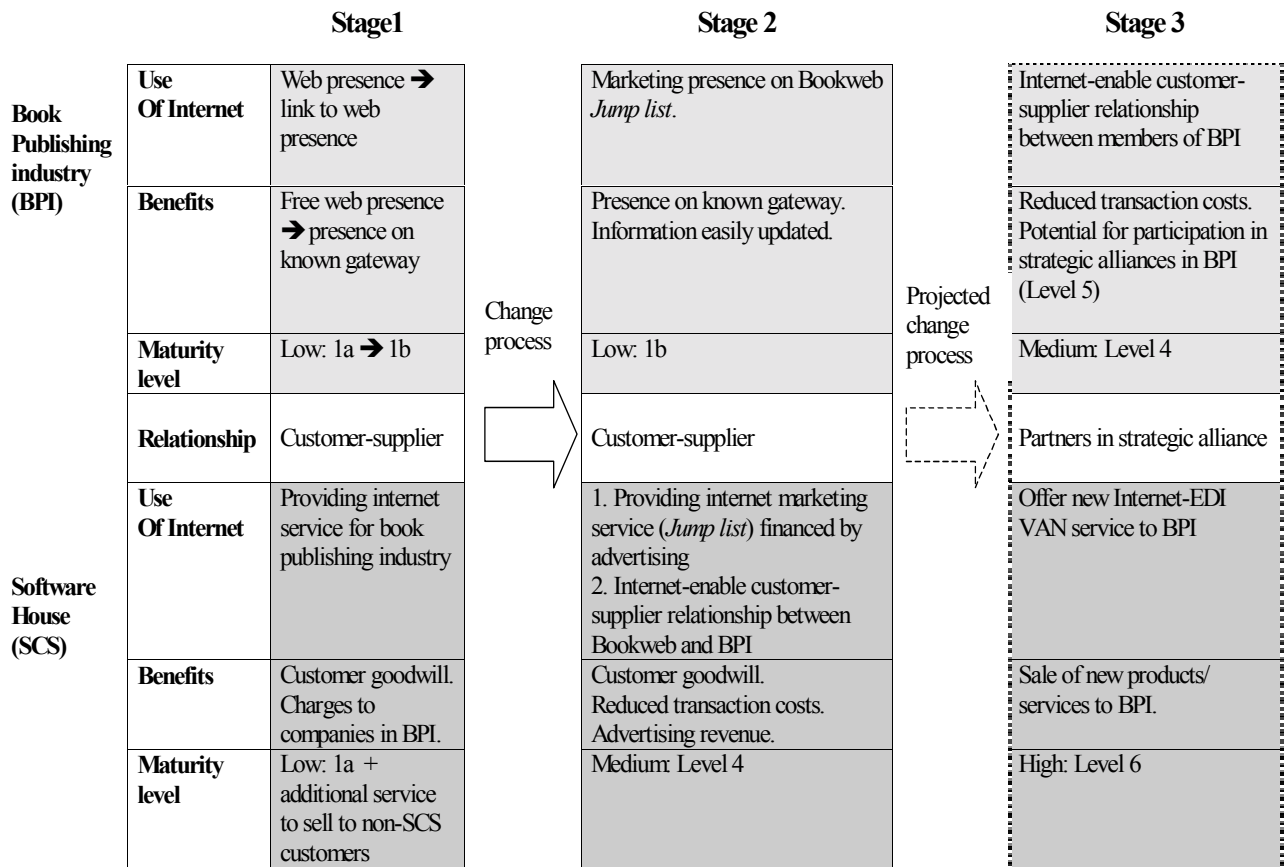 Stage1
Stage 2
Stage 3
Book
Publishing
industry
(BPI)
Use
Of Internet
Web presence ➔
link to web
presence
Marketing presence on Bookweb
Jump list.
Internet-enable customer-
supplier relationship
between members of BPI
Benefits
Free web presence
➔ presence on
known gateway
Presence on known gateway.
Information easily updated.
Reduced transaction costs.
Potential for participation in
strategic alliances in BPI
(Level 5)
Change
process
Projected
change
process
Maturity
level
Low: 1a ➔ 1b
Low: 1b
Medium: Level 4
Relationship
Customer-supplier
Customer-supplier
Partners in strategic alliance
Software
House
(SCS)
Use
Of Internet
Providing internet
service for book
publishing industry
1. Providing internet marketing
service (Jump list) financed by
advertising
2. Internet-enable customer-
supplier relationship between
Bookweb and BPI
Offer new Internet-EDI
VAN service to BPI
Benefits
Customer goodwill.
Charges to
companies in BPI.
Customer goodwill.
Reduced transaction costs.
Advertising revenue.
Sale of new products/
services to BPI.
Maturity
level
Low: 1a +
additional service
to sell to non-SCS
customers
Medium: Level 4
High: Level 6